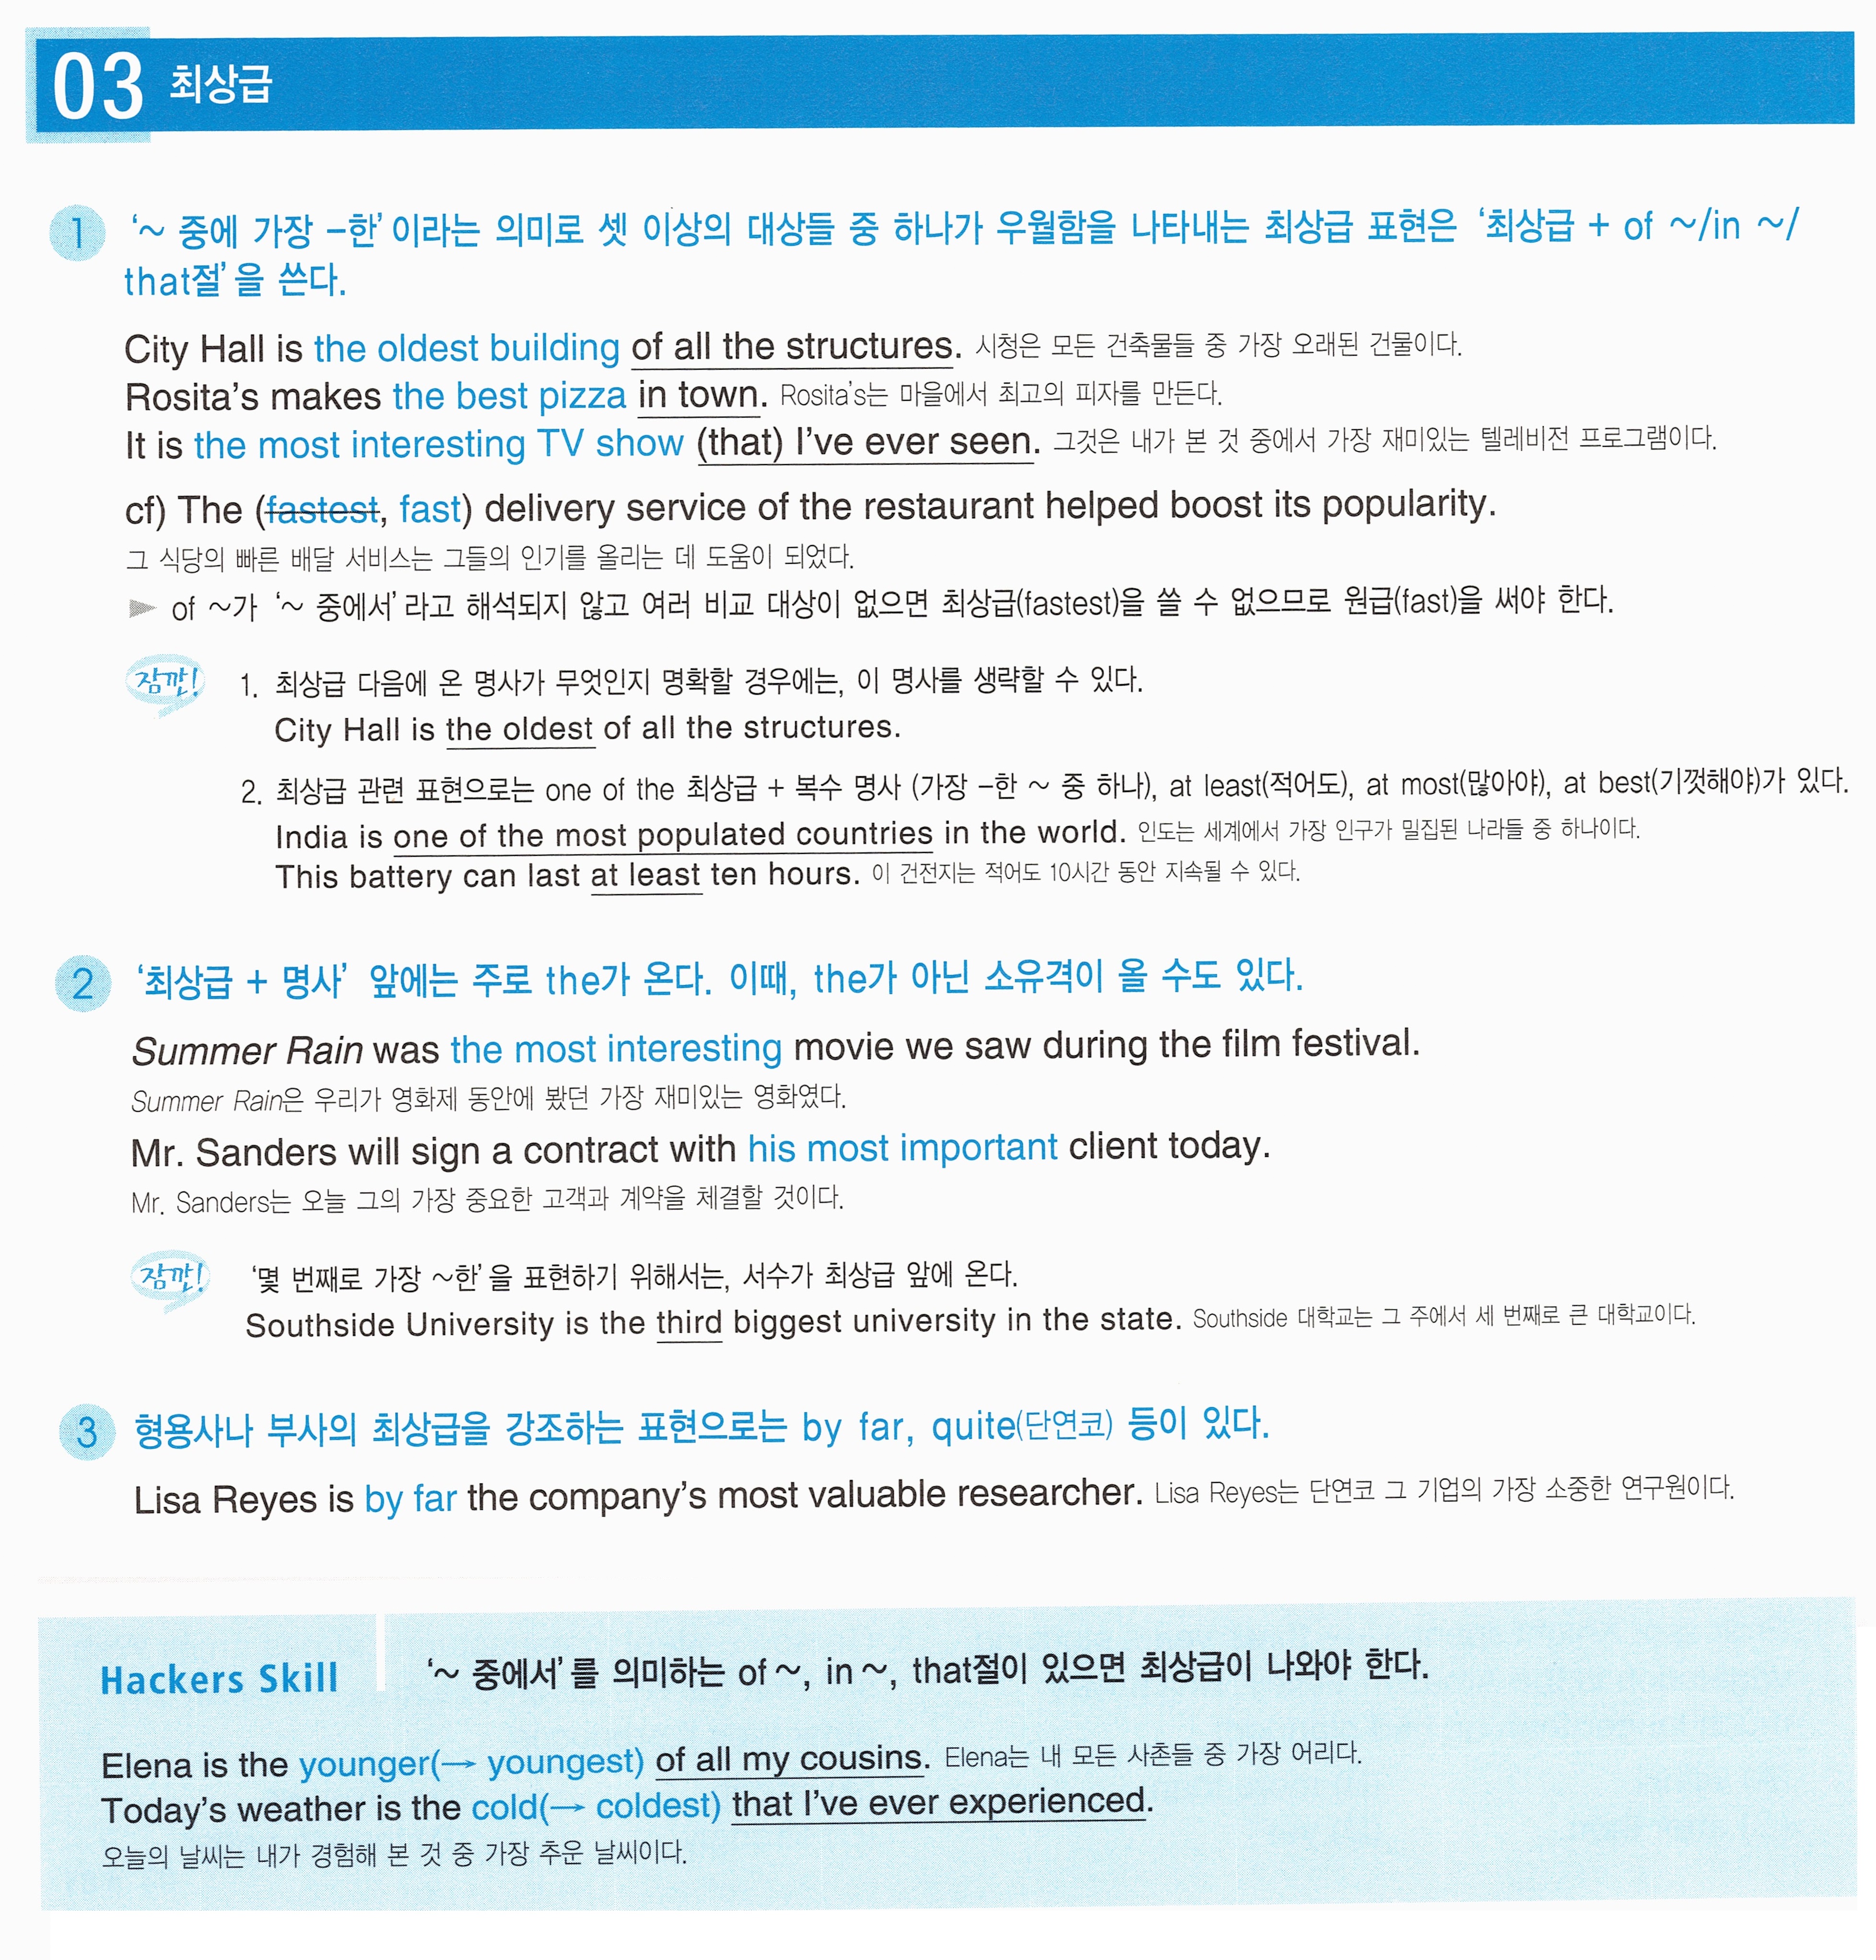 03 최상급
1 '~ 중에 가장 –한'이라는 의미로 셋 이상의 대상들 중 하나가 우월함을 나타내는 최상급 표현은 '최상급 + of ~/in ~/
that절'을 쓴다.
City Hall is the oldest building of all the structures. 시청은 모든 건축물들 중 가장 오래된 건물이다.
Rosita's makes the best pizza in town. Rosita's는 마을에서 최고의 피자를 만든다.
It is the most interesting TV show (that) I've ever seen. 그것은 내가 본 것 중에서 가장 재미있는 텔레비전 프로그램이다.
cf) The (fastest, fast) delivery service of the restaurant helped boost its popularity.
그 식당의 빠른 배달 서비스는 그들의 인기를 올리는 데 도움이 되었다.
▶ of ~가 '~ 중에서'라고 해석되지 않고 여러 비교 대상이 없으면 최상급(fastest)을 쓸 수 없으므로 원급(fast)을 써야 한다.
잠깐! 1. 최상급 다음에 온 명사가 무엇인지 명확할 경우에는, 이 명사를 생략할 수 있다.
City Hall is the oldest of all the structures.
2. 최상급 관련 표현으로는 one of the 최상급 + 복수 명사 (가장 –한 ~ 중 하나), at least(적어도), at most(많아야), at best(기껏해야)가 있다.
India is one of the most populated countries in the world. 인도는 세계에서 가장 인구가 밀집된 나라들 중 하나이다.
This battery can last at least ten hours. 이 건전지는 적어도 10시간 동안 지속될 수 있다.
2 '최상급 + 명사' 앞에는 주로 the가 온다. 이때, the가 아닌 소유격이 올 수도 있다.
Summer Rain was the most interesting movie we saw during the film festival.
Summer Rain은 우리가 영화제 동안에 봤던 가장 재미있는 영화였다.
Mr. Sanders will sign a contract with his most important client today.
Mr. Sanders는 오늘 그의 가장 중요한 고객과 계약을 체결할 것이다.
잠깐! '몇 번째로 가장 ~한'을 표현하기 위해서는, 서수가 최상급 앞에 온다.
Southside University is the third biggest university in the state. Southside 대학교는 그 주에서 세 번째로 큰 대학교이다.
3 형용사나 부사의 최상급을 강조하는 표현으로는 by far, quite(단연코) 등이 있다.
Lisa Reyes is by far the company's most valuable researcher. Lisa Reyes는 단연코 그 기업의 가장 소중한 연구원이다.
Hackers Skill '~ 중에서'를 의미하는 of ~, in ~, that절이 있으면 최상급이 나와야 한다.
Elena is the younger(→ youngest) of all my cousins. Elena는 내 모든 사촌들 중 가장 어리다.
Today's weather is the cold(→ coldest) that I've ever experienced.
오늘의 날씨는 내가 경험해 본 것 중 가장 추운 날씨이다.